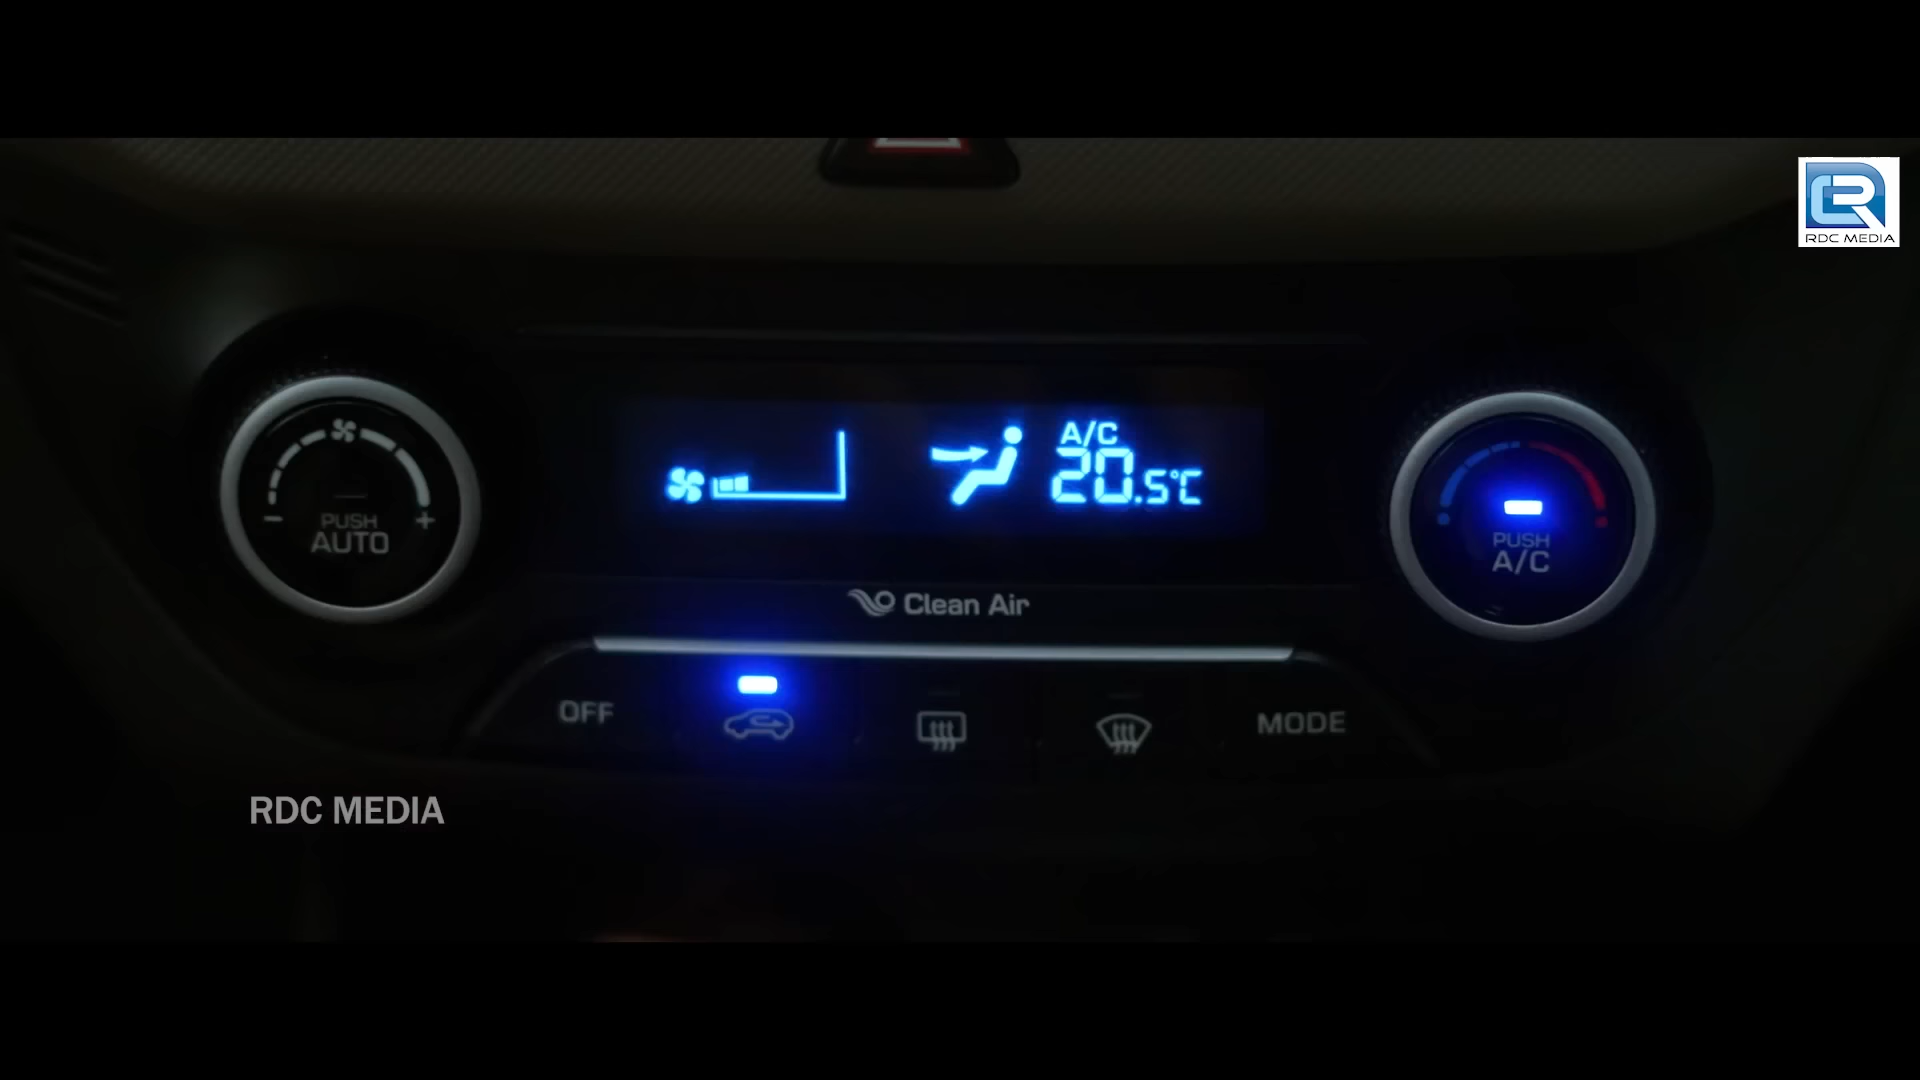 RDC MEDIA
A/C
20.5°C
PUSH
AUTO
PUSH
A/C
Clean Air
OFF
MODE
RDC MEDIA